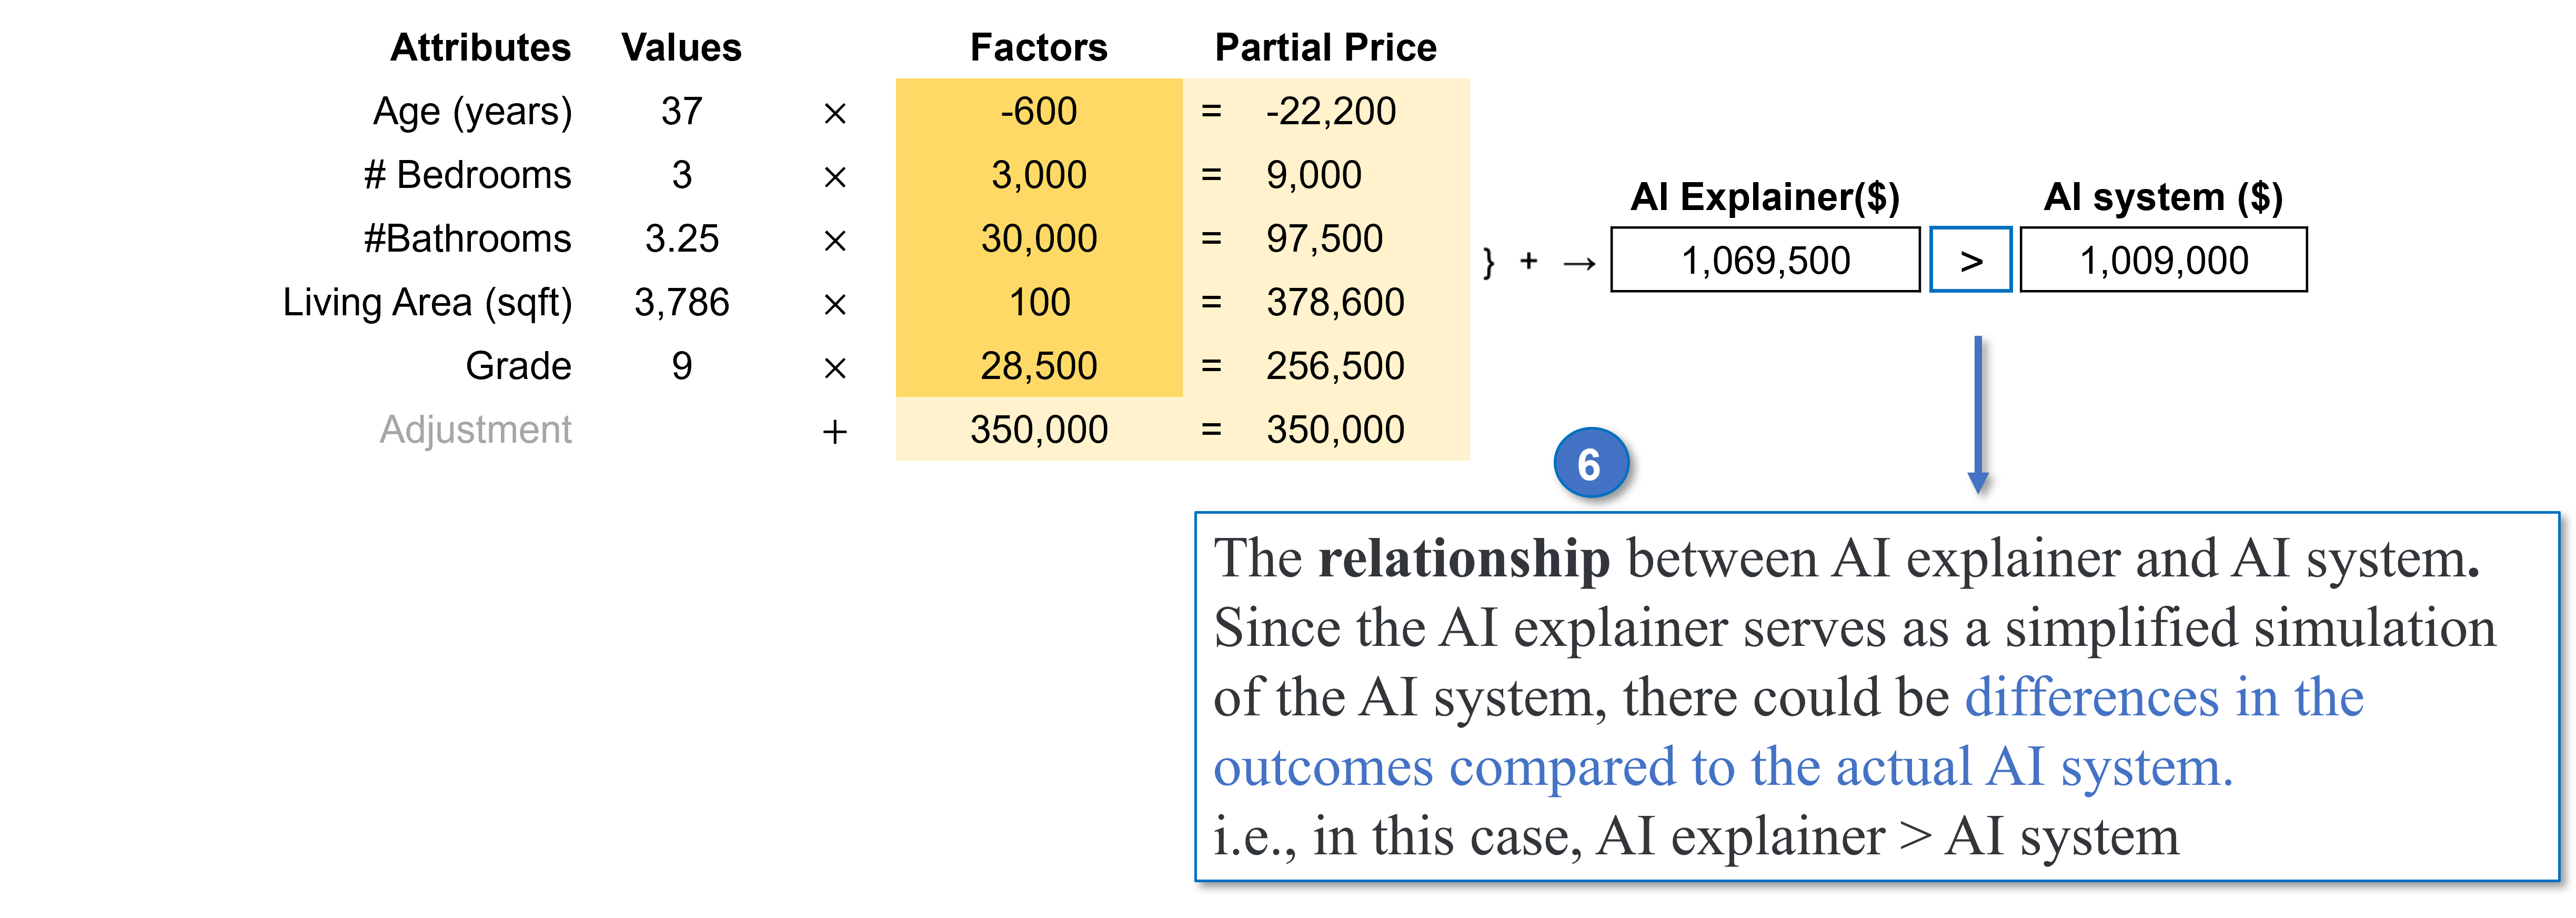 Attributes Values Factors Partial Price
Age (years) 37 × -600 = -22,200
# Bedrooms 3 × 3,000 = 9,000
#Bathrooms 3.25 × 30,000 = 97,500
Living Area (sqft) 3,786 × 100 = 378,600
Grade 9 × 28,500 = 256,500
Adjustment + 350,000 = 350,000
AI Explainer($) AI system ($)
} + → 1,069,500 > 1,009,000
6
The relationship between AI explainer and AI system.
Since the AI explainer serves as a simplified simulation
of the AI system, there could be differences in the
outcomes compared to the actual AI system.
i.e., in this case, AI explainer > AI system